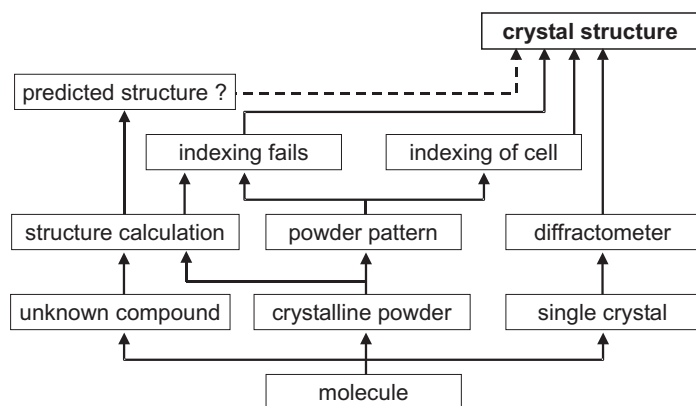 crystal structure
predicted structure ?
indexing fails
indexing of cell
structure calculation
powder pattern
diffractometer
unknown compound
crystalline powder
single crystal
molecule